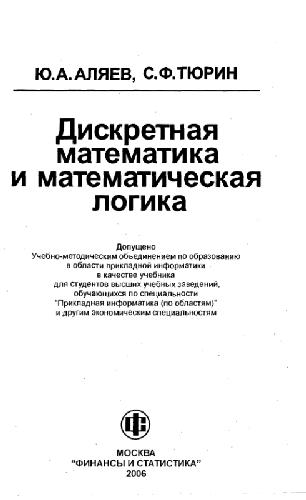 Ю.А.АЛЯЕВ, С.Ф.ТЮРИН
Дискретная
математика
и математическая
логика
Допущено
Учебно-методическим объединением по образованию
в области прикладной информатики
в качестве учебника
для студентов высших учебных заведений,
обучающихся по специальности
"Прикладная информатика (по областям)"
и другим экономическим специальностям
МОСКВА
"ФИНАНСЫ И СТАТИСТИКА"
2006